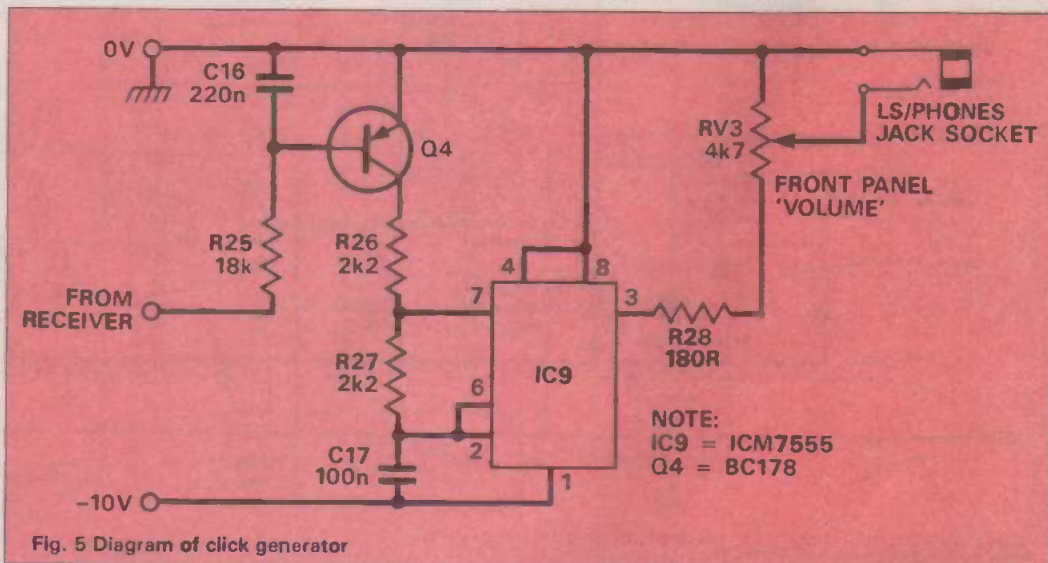 0V
C16
220n
Q4
R25
18k
FROM
RECEIVER
R26
2k2
R27
2k2
C17
100n
-10V
4
8
7
3
6
2
1
IC9
R28
180R
RV3
4k7
FRONT PANEL
'VOLUME'
LS/PHONES
JACK SOCKET
NOTE:
IC9 = ICM7555
Q4 = BC178
Fig. 5 Diagram of click generator